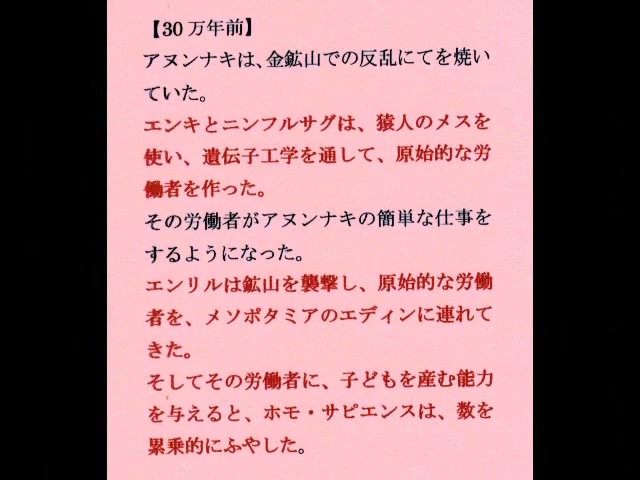 【30万年前】
アヌンナキは、金鉱山での反乱にてを焼い
ていた。
エンキとニンフルサグは、猿人のメスを
使い、遺伝子工学を通して、原始的な労
働者を作った。
その労働者がアヌンナキの簡単な仕事を
するようになった。
エンリルは鉱山を襲撃し、原始的な労働
者を、メソポタミアのエディンに連れて
きた。
そしてその労働者に、子どもを産む能力
を与えると、ホモ・サピエンスは、数を
累乗的にふやした。